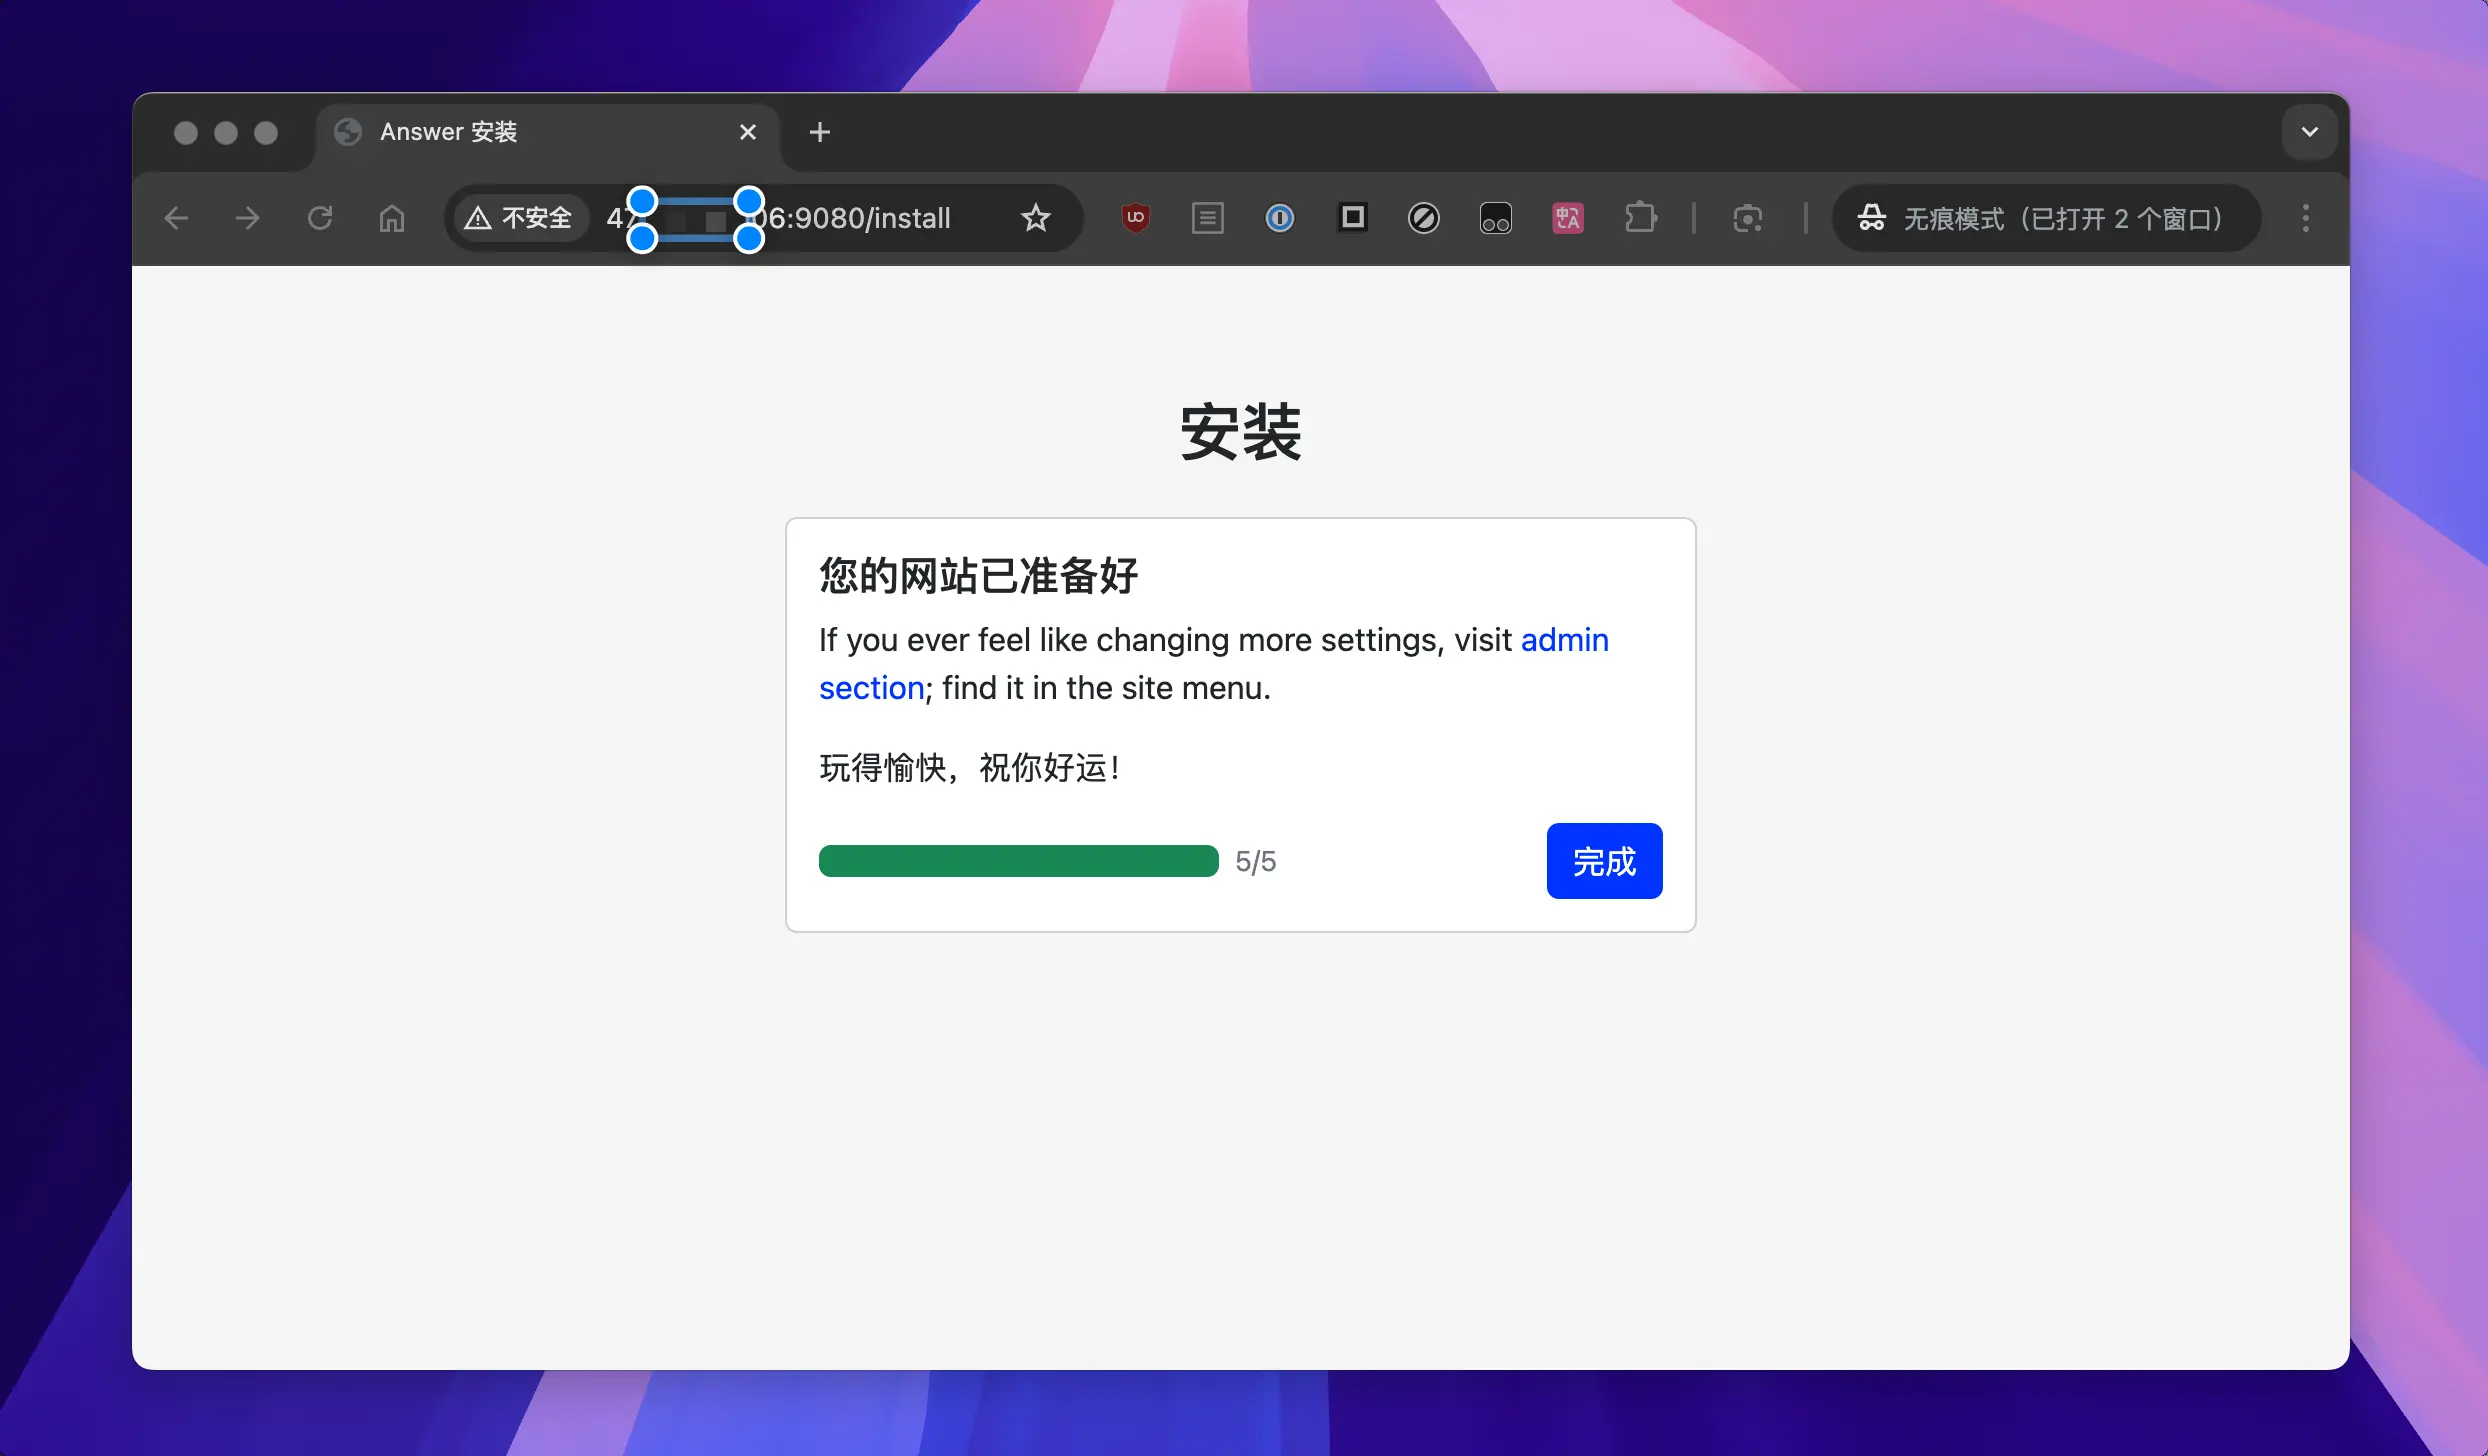 Answer 安装
不安全 47 06:9080/install 无痕模式（已打开 2 个窗口）
安装
您的网站已准备好
If you ever feel like changing more settings, visit admin
section; find it in the site menu.
玩得愉快，祝你好运！
5/5 完成